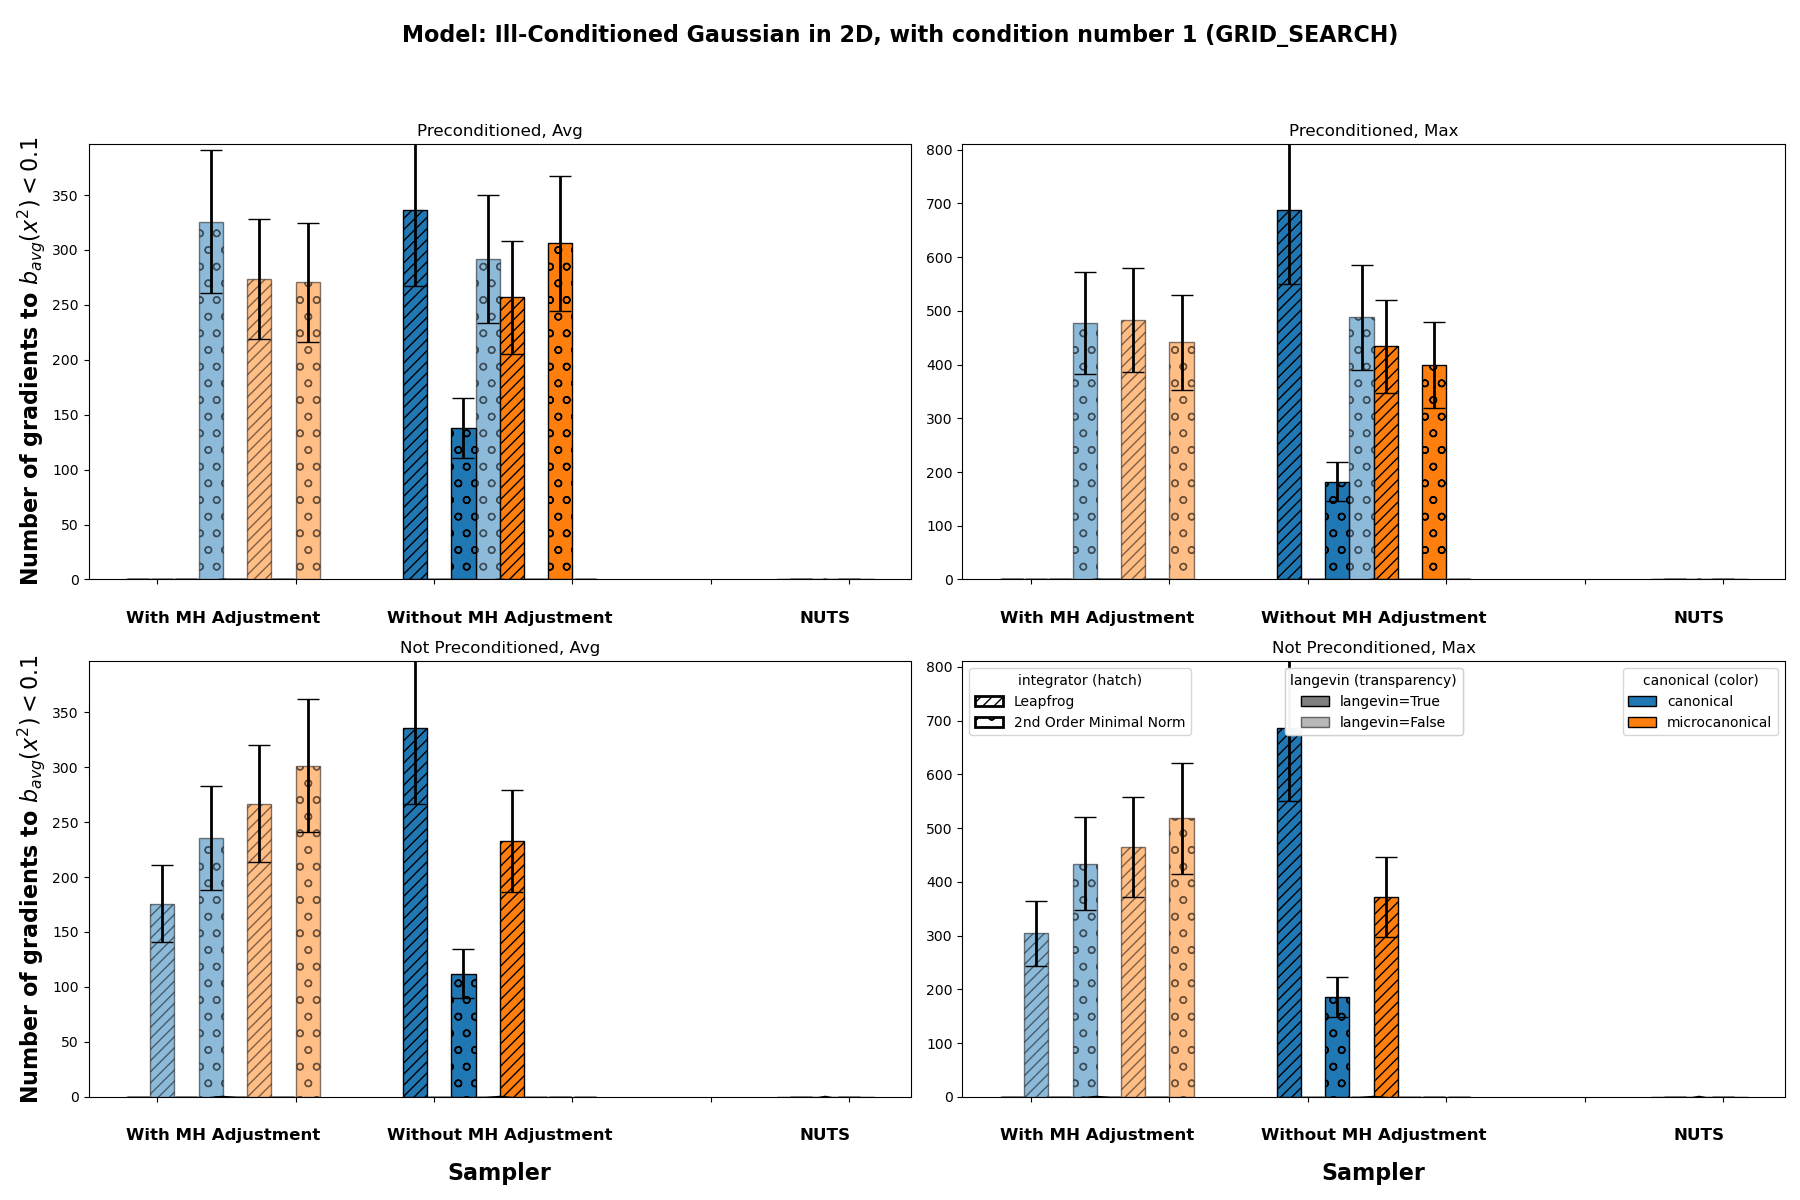 Model: Ill-Conditioned Gaussian in 2D, with condition number 1 (GRID_SEARCH)
Preconditioned, Avg
Number of gradients to b_{avg}(x^2) < 0.1
350
300
250
200
150
100
50
0
With MH Adjustment
Without MH Adjustment
NUTS
Preconditioned, Max
800
700
600
500
400
300
200
100
0
With MH Adjustment
Without MH Adjustment
NUTS
Not Preconditioned, Avg
Number of gradients to b_{avg}(x^2) < 0.1
350
300
250
200
150
100
50
0
With MH Adjustment
Without MH Adjustment
NUTS
Sampler
Not Preconditioned, Max
800
700
600
500
400
300
200
100
0
integrator (hatch)
Leapfrog
2nd Order Minimal Norm
langevin (transparency)
langevin=True
langevin=False
canonical (color)
canonical
microcanonical
With MH Adjustment
Without MH Adjustment
NUTS
Sampler